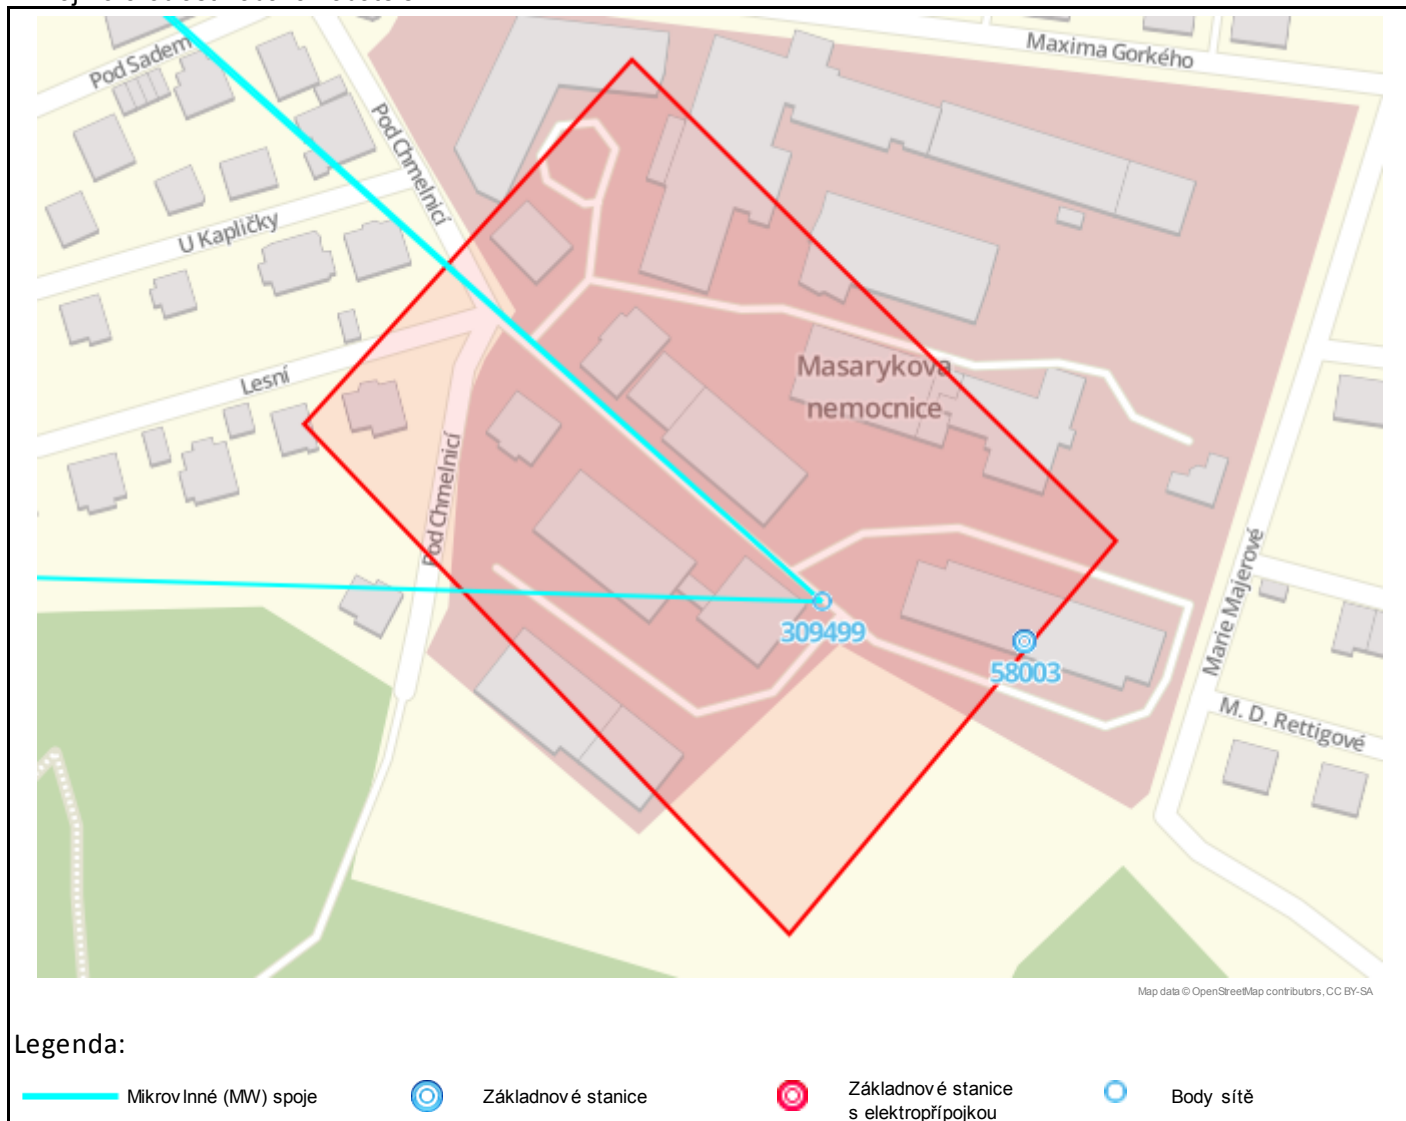 Maxima Gorkého
Pod Sadem
Pod Chmelnicí
U Kapličky
Lesní
Masarykova
nemocnice
Pod Chmelnicí
Marie Majerové
309499
58003
M. D. Rettigové
Map data © OpenStreetMap contributors, CC BY-SA
Legenda:
Mikrovlnné (MW) spoje
Základnové stanice
Základnové stanice
s elektropřípojkou
Body sítě